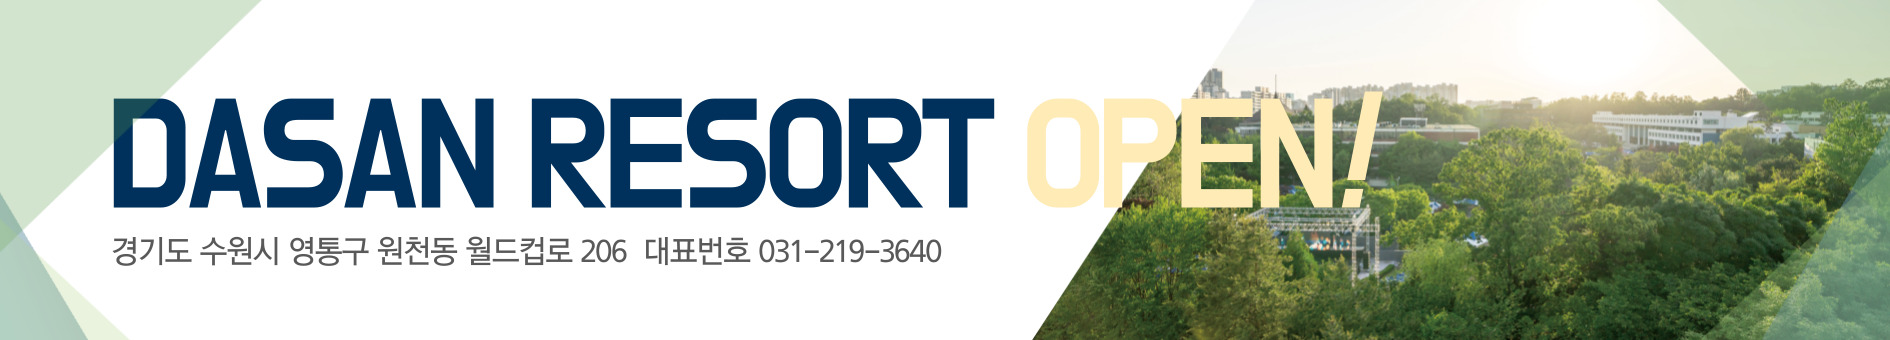 DASAN RESORT OPEN!
경기도 수원시 영통구 원천동 월드컵로 206 대표번호 031-219-3640